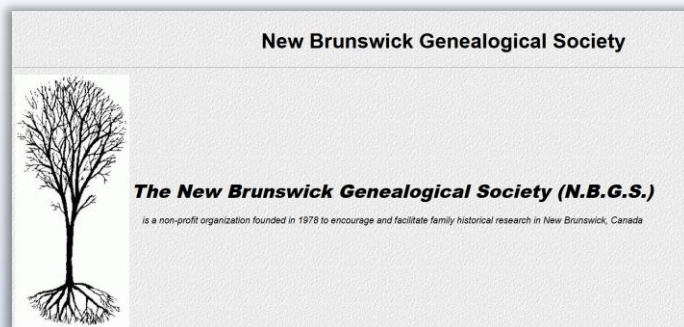 New Brunswick Genealogical Society
The New Brunswick Genealogical Society (N.B.G.S.)
is a non-profit organization founded in 1978 to encourage and facilitate family historical research in New Brunswick, Canada